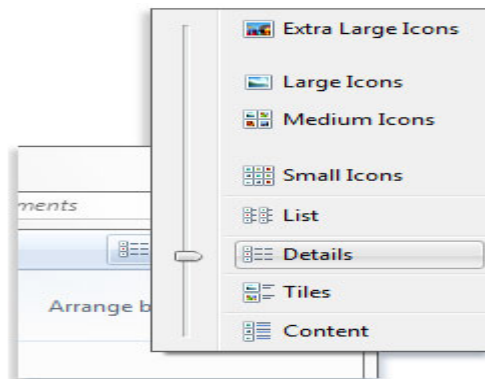 Extra Large Icons
Large Icons
Medium Icons
Small Icons
ments
List
Details
Arrange b
Tiles
Content